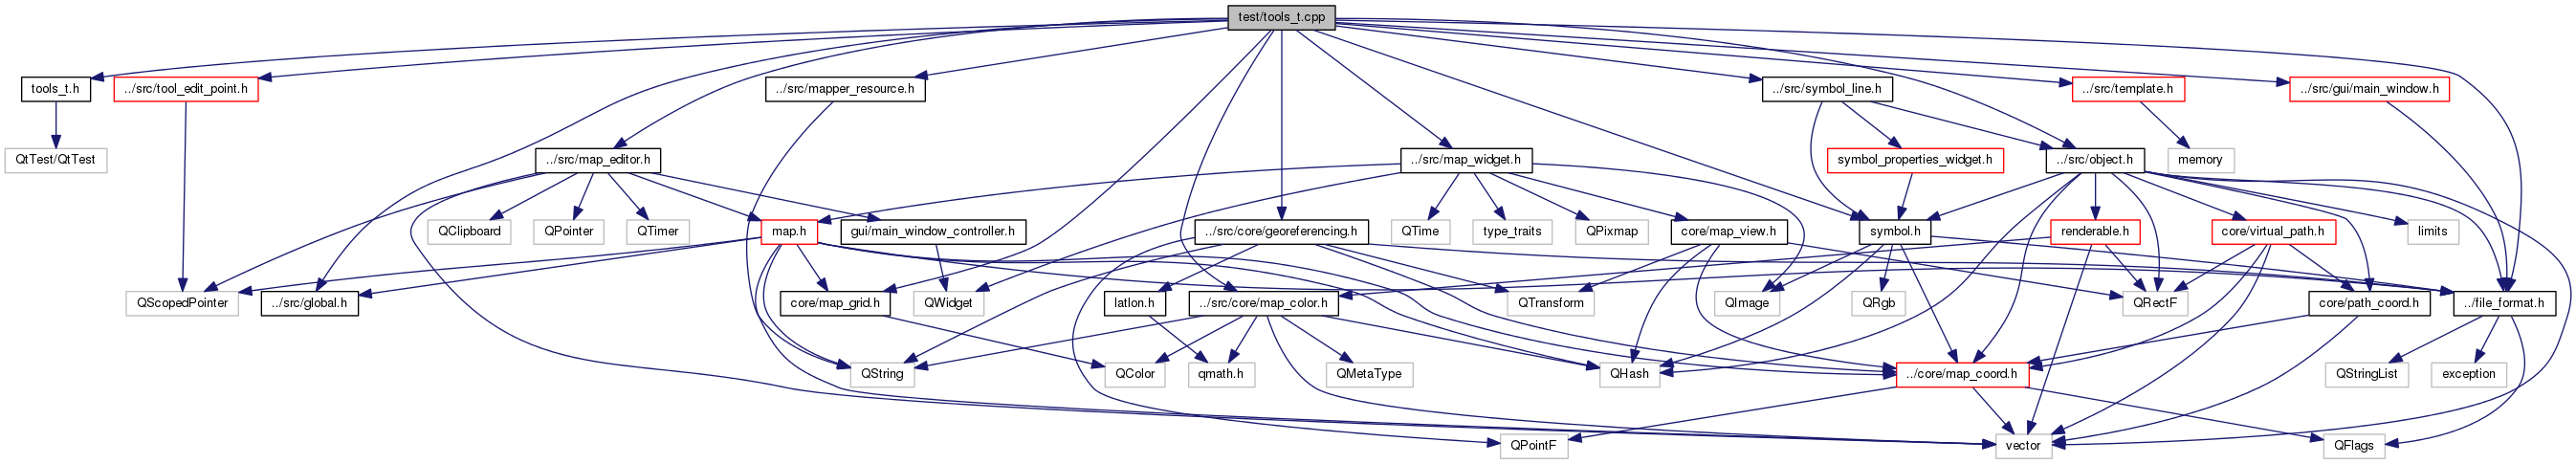 test/tools_t.cpp
tools_t.h
../src/tool_edit_point.h
../src/mapper_resource.h
../src/symbol_line.h
../src/template.h
../src/gui/main_window.h
QtTest/QtTest
../src/map_editor.h
../src/map_widget.h
symbol_properties_widget.h
../src/object.h
memory
QClipboard
QPointer
QTimer
map.h
gui/main_window_controller.h
QTime
type_traits
QPixmap
core/map_view.h
../src/core/georeferencing.h
symbol.h
renderable.h
core/virtual_path.h
limits
QScopedPointer
../src/global.h
core/map_grid.h
QWidget
latlon.h
../src/core/map_color.h
QTransform
QImage
QRgb
QRectF
core/path_coord.h
../file_format.h
QString
QColor
qmath.h
QMetaType
QHash
../core/map_coord.h
QStringList
exception
QPointF
vector
QFlags